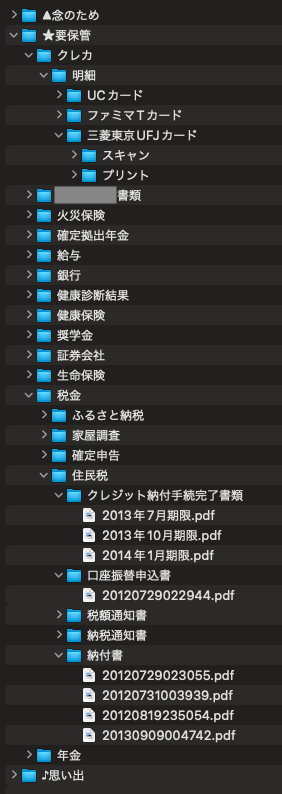 ▲念のため
★要保管
クレカ
明細
UCカード
ファミマTカード
三菱東京UFJカード
スキャン
プリント
書類
火災保険
確定拠出年金
給与
銀行
健康診断結果
健康保険
奨学金
証券会社
生命保険
税金
ふるさと納税
家屋調査
確定申告
住民税
クレジット納付手続完了書類
2013年7月期限.pdf
2013年10月期限.pdf
2014年1月期限.pdf
口座振替申込書
20120729022944.pdf
税額通知書
納税通知書
納付書
20120729023055.pdf
20120731003939.pdf
20120819235054.pdf
20130909004742.pdf
年金
♪思い出